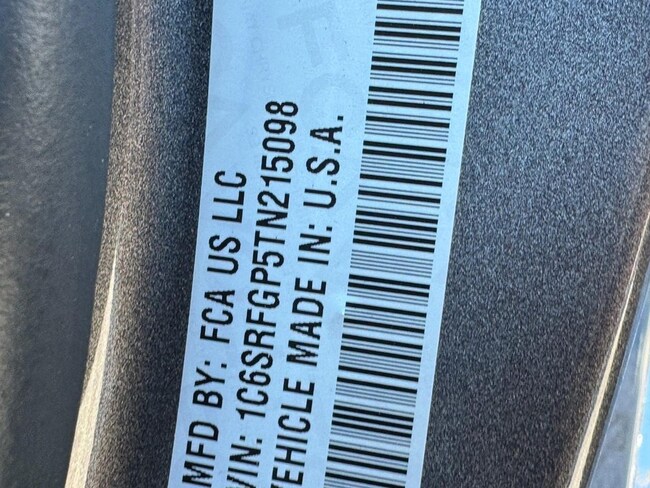 MFD BY: FCA US LLC
VIN: 1C6SRFGP5TN215098
VEHICLE MADE IN: U.S.A.